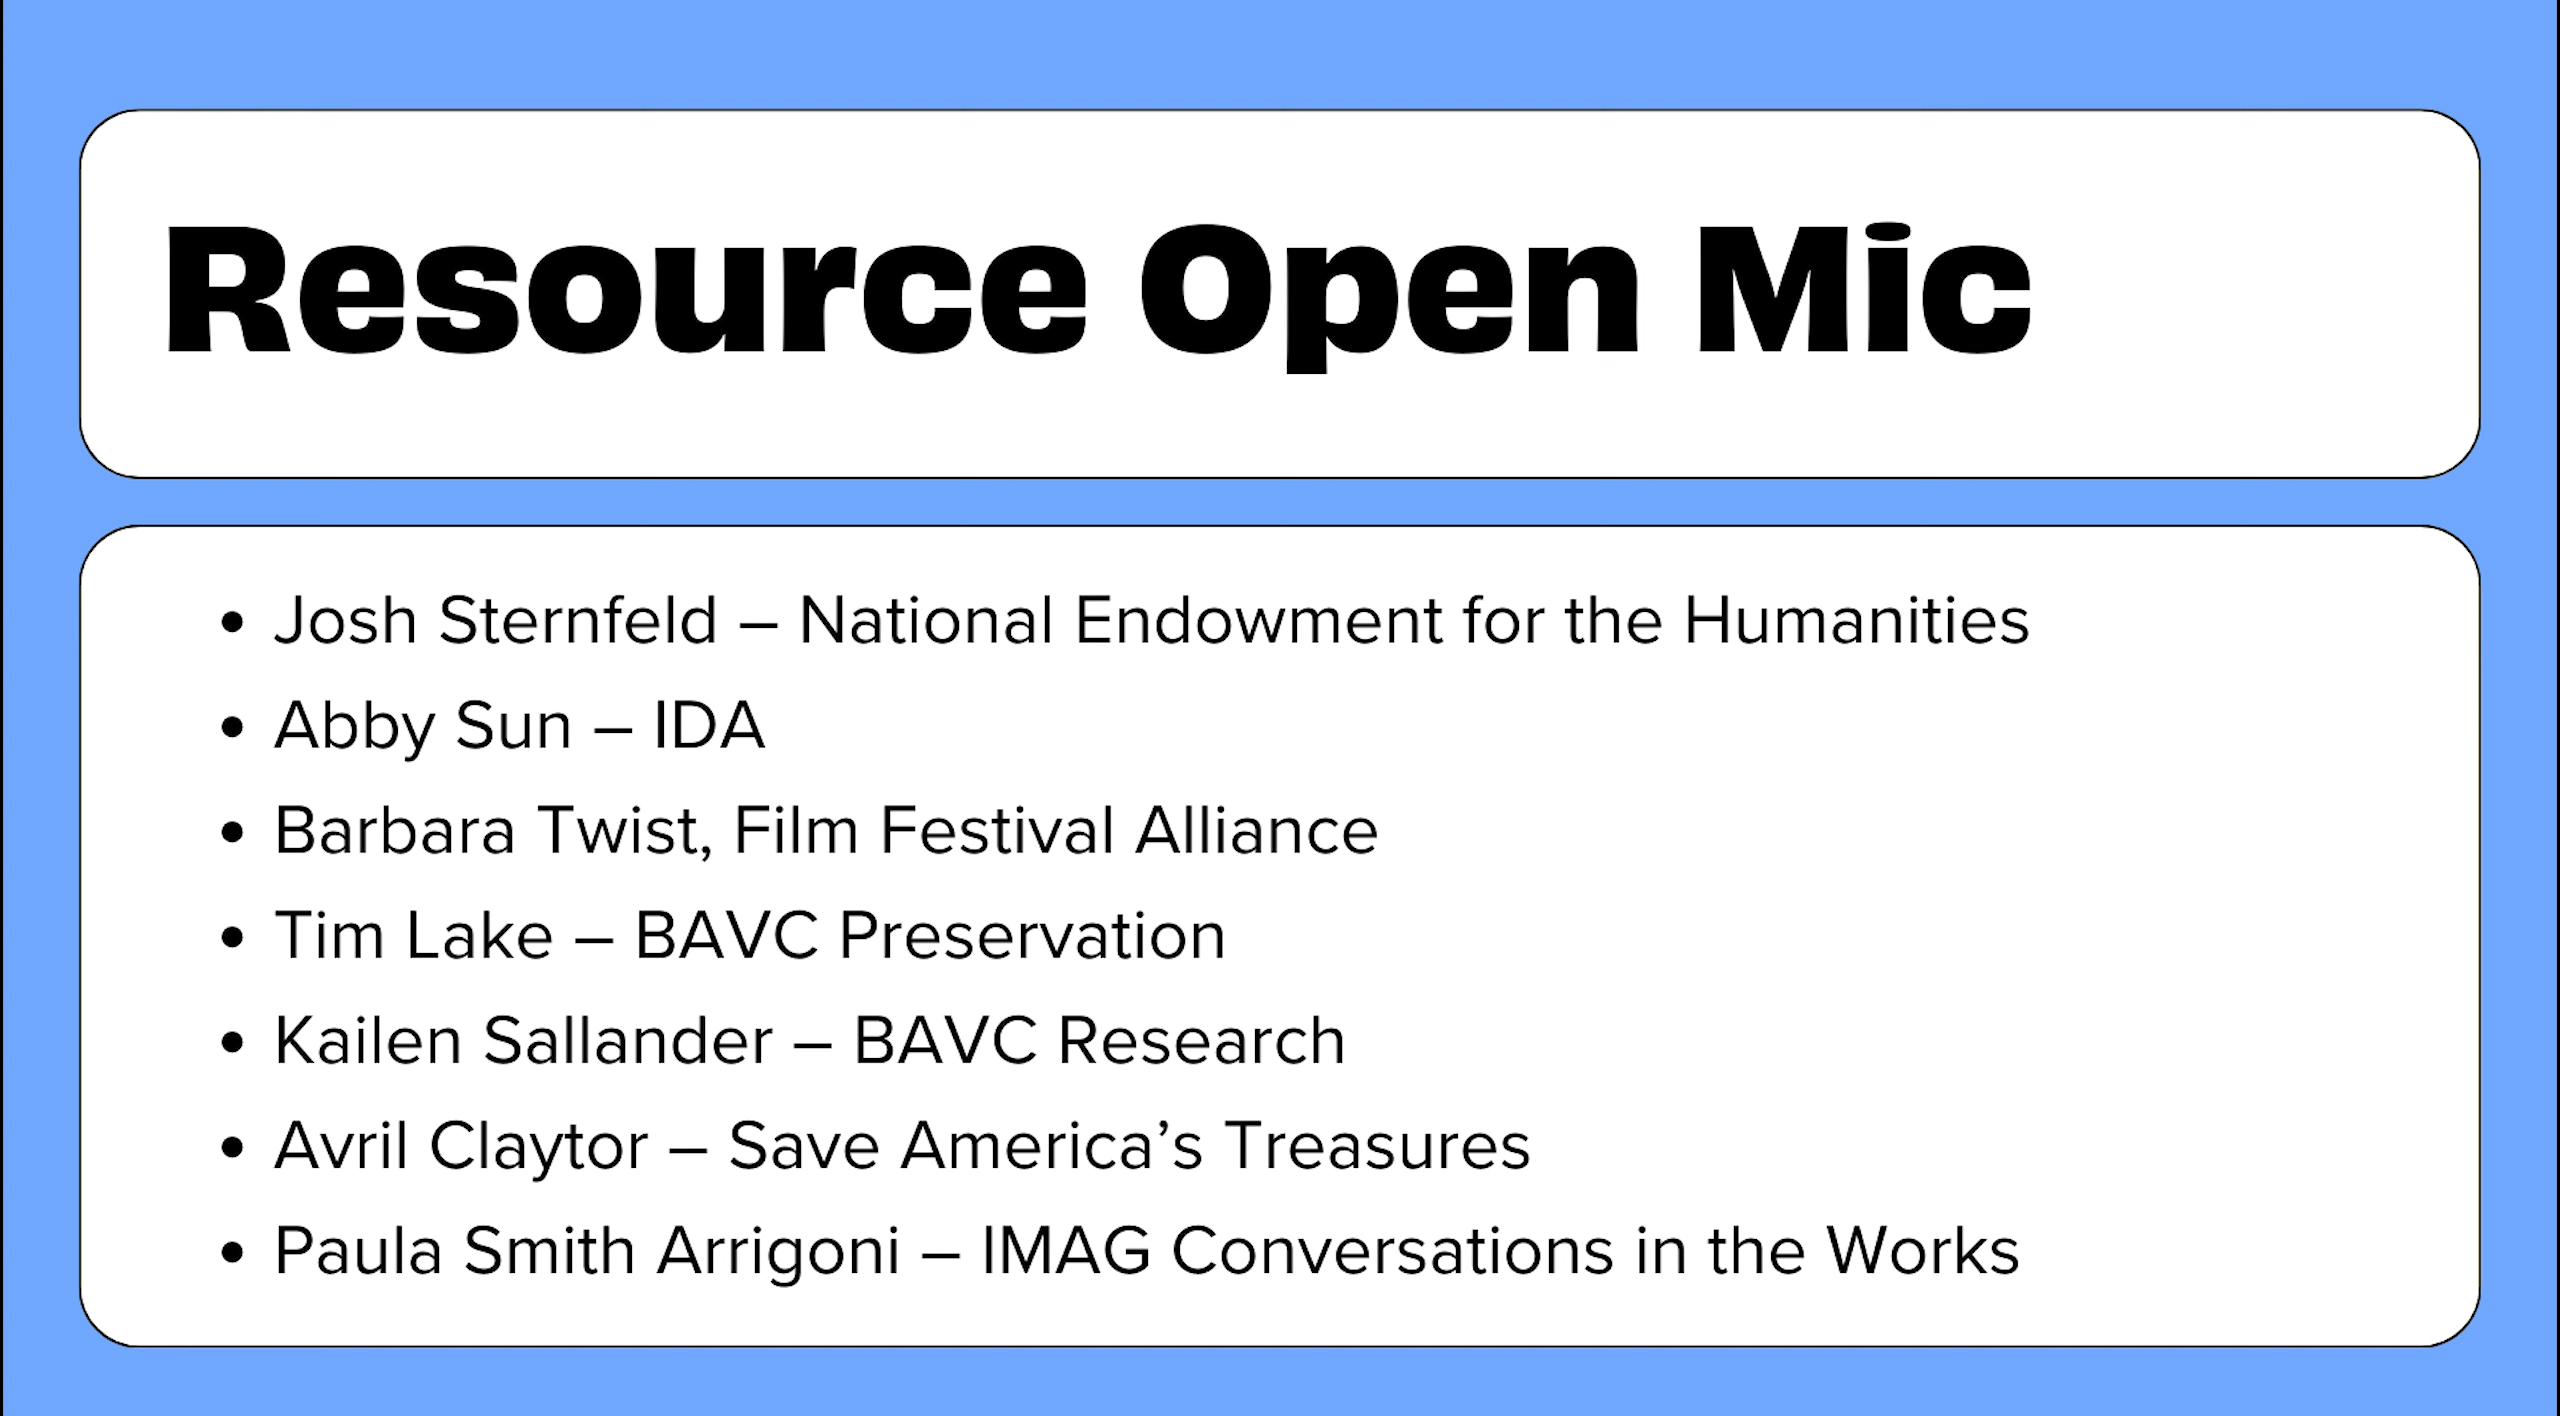 Resource Open Mic
• Josh Sternfeld – National Endowment for the Humanities
• Abby Sun – IDA
• Barbara Twist, Film Festival Alliance
• Tim Lake – BAVC Preservation
• Kailen Sallander – BAVC Research
• Avril Claytor – Save America’s Treasures
• Paula Smith Arrigoni – IMAG Conversations in the Works